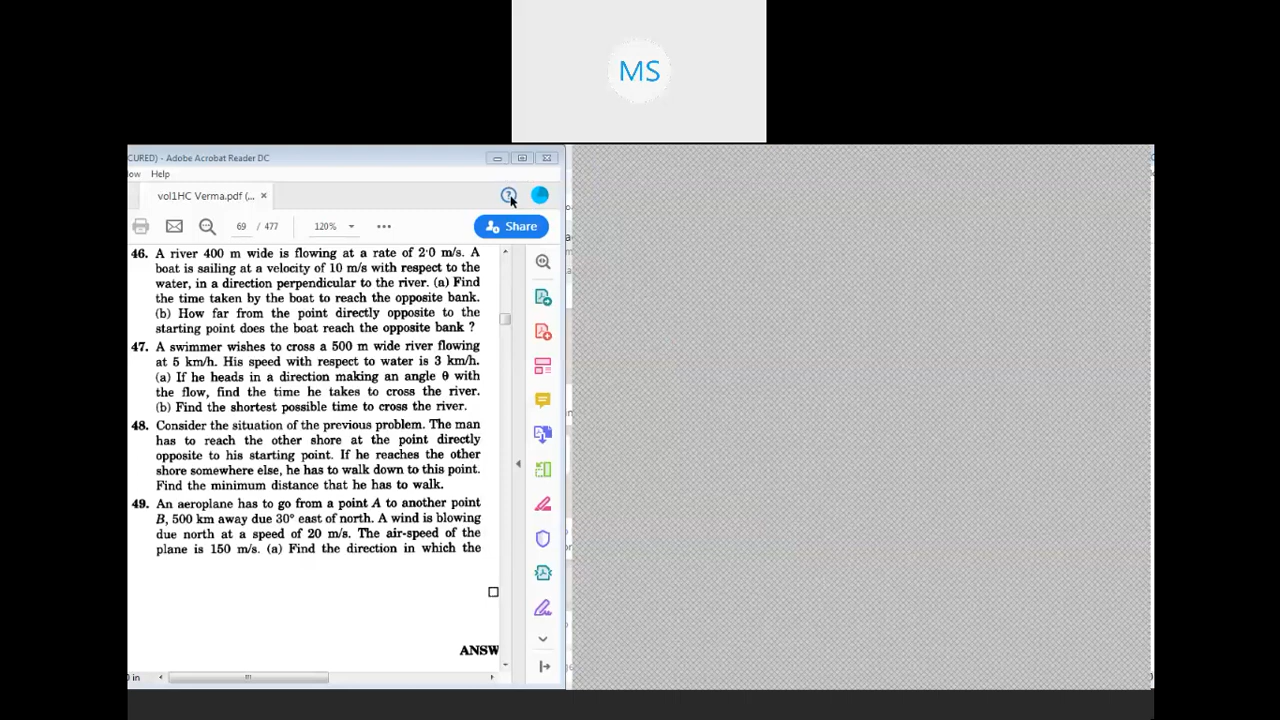 MS
CURED) - Adobe Acrobat Reader DC
ow Help
vol1HC Verma.pdf (... ×
69 / 477 120% Share
46. A river 400 m wide is flowing at a rate of 2·0 m/s. A
boat is sailing at a velocity of 10 m/s with respect to the
water, in a direction perpendicular to the river. (a) Find
the time taken by the boat to reach the opposite bank.
(b) How far from the point directly opposite to the
starting point does the boat reach the opposite bank ?
47. A swimmer wishes to cross a 500 m wide river flowing
at 5 km/h. His speed with respect to water is 3 km/h.
(a) If he heads in a direction making an angle θ with
the flow, find the time he takes to cross the river.
(b) Find the shortest possible time to cross the river.
48. Consider the situation of the previous problem. The man
has to reach the other shore at the point directly
opposite to his starting point. If he reaches the other
shore somewhere else, he has to walk down to this point.
Find the minimum distance that he has to walk.
49. An aeroplane has to go from a point A to another point
B, 500 km away due 30° east of north. A wind is blowing
due north at a speed of 20 m/s. The air-speed of the
plane is 150 m/s. (a) Find the direction in which the
ANSW
in